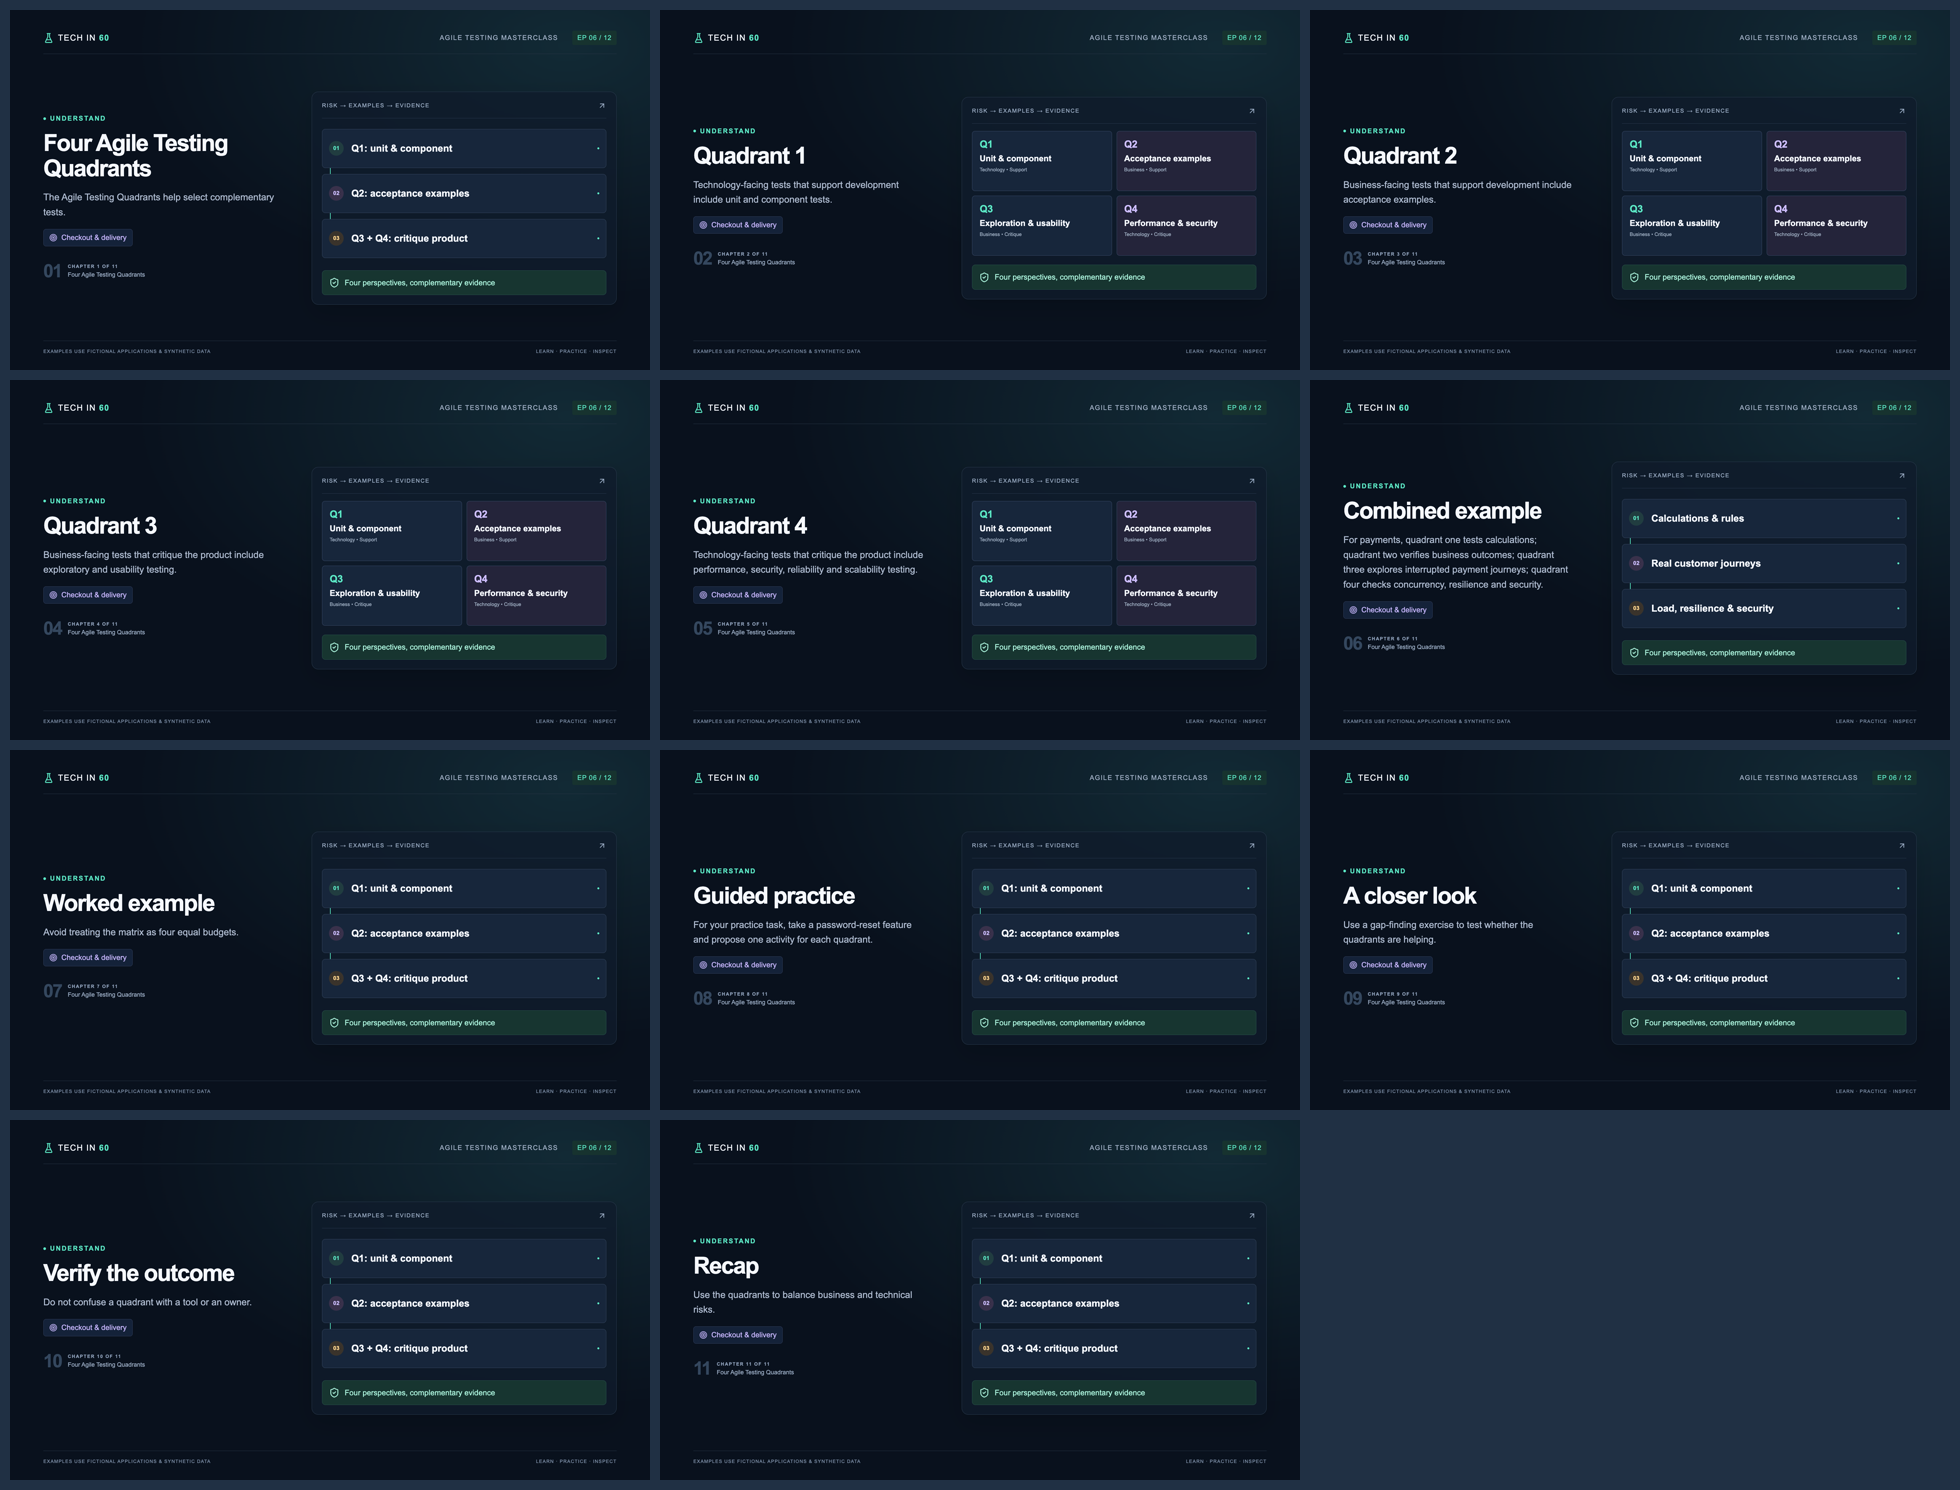 TECH IN 60
AGILE TESTING MASTERCLASS
EP 06 / 12
UNDERSTAND
Four Agile Testing
Quadrants
The Agile Testing Quadrants help select complementary
tests.
Checkout & delivery
01
CHAPTER 1 OF 11
Four Agile Testing Quadrants
RISK → EXAMPLES → EVIDENCE
01 Q1: unit & component
02 Q2: acceptance examples
03 Q3 + Q4: critique product
Four perspectives, complementary evidence
EXAMPLES USE FICTIONAL APPLICATIONS & SYNTHETIC DATA
LEARN · PRACTICE · INSPECT
TECH IN 60
AGILE TESTING MASTERCLASS
EP 06 / 12
UNDERSTAND
Quadrant 1
Technology-facing tests that support development
include unit and component tests.
Checkout & delivery
02
CHAPTER 2 OF 11
Four Agile Testing Quadrants
RISK → EXAMPLES → EVIDENCE
Q1
Unit & component
Technology • Support
Q2
Acceptance examples
Business • Support
Q3
Exploration & usability
Business • Critique
Q4
Performance & security
Technology • Critique
Four perspectives, complementary evidence
EXAMPLES USE FICTIONAL APPLICATIONS & SYNTHETIC DATA
LEARN · PRACTICE · INSPECT
TECH IN 60
AGILE TESTING MASTERCLASS
EP 06 / 12
UNDERSTAND
Quadrant 2
Business-facing tests that support development include
acceptance examples.
Checkout & delivery
03
CHAPTER 3 OF 11
Four Agile Testing Quadrants
RISK → EXAMPLES → EVIDENCE
Q1
Unit & component
Technology • Support
Q2
Acceptance examples
Business • Support
Q3
Exploration & usability
Business • Critique
Q4
Performance & security
Technology • Critique
Four perspectives, complementary evidence
EXAMPLES USE FICTIONAL APPLICATIONS & SYNTHETIC DATA
LEARN · PRACTICE · INSPECT
TECH IN 60
AGILE TESTING MASTERCLASS
EP 06 / 12
UNDERSTAND
Quadrant 3
Business-facing tests that critique the product include
exploratory and usability testing.
Checkout & delivery
04
CHAPTER 4 OF 11
Four Agile Testing Quadrants
RISK → EXAMPLES → EVIDENCE
Q1
Unit & component
Technology • Support
Q2
Acceptance examples
Business • Support
Q3
Exploration & usability
Business • Critique
Q4
Performance & security
Technology • Critique
Four perspectives, complementary evidence
EXAMPLES USE FICTIONAL APPLICATIONS & SYNTHETIC DATA
LEARN · PRACTICE · INSPECT
TECH IN 60
AGILE TESTING MASTERCLASS
EP 06 / 12
UNDERSTAND
Quadrant 4
Technology-facing tests that critique the product include
performance, security, reliability and scalability testing.
Checkout & delivery
05
CHAPTER 5 OF 11
Four Agile Testing Quadrants
RISK → EXAMPLES → EVIDENCE
Q1
Unit & component
Technology • Support
Q2
Acceptance examples
Business • Support
Q3
Exploration & usability
Business • Critique
Q4
Performance & security
Technology • Critique
Four perspectives, complementary evidence
EXAMPLES USE FICTIONAL APPLICATIONS & SYNTHETIC DATA
LEARN · PRACTICE · INSPECT
TECH IN 60
AGILE TESTING MASTERCLASS
EP 06 / 12
UNDERSTAND
Combined example
For payments, quadrant one tests calculations;
quadrant two verifies business outcomes; quadrant
three explores interrupted payment journeys; quadrant
four checks concurrency, resilience and security.
Checkout & delivery
06
CHAPTER 6 OF 11
Four Agile Testing Quadrants
RISK → EXAMPLES → EVIDENCE
01 Calculations & rules
02 Real customer journeys
03 Load, resilience & security
Four perspectives, complementary evidence
EXAMPLES USE FICTIONAL APPLICATIONS & SYNTHETIC DATA
LEARN · PRACTICE · INSPECT
TECH IN 60
AGILE TESTING MASTERCLASS
EP 06 / 12
UNDERSTAND
Worked example
Avoid treating the matrix as four equal budgets.
Checkout & delivery
07
CHAPTER 7 OF 11
Four Agile Testing Quadrants
RISK → EXAMPLES → EVIDENCE
01 Q1: unit & component
02 Q2: acceptance examples
03 Q3 + Q4: critique product
Four perspectives, complementary evidence
EXAMPLES USE FICTIONAL APPLICATIONS & SYNTHETIC DATA
LEARN · PRACTICE · INSPECT
TECH IN 60
AGILE TESTING MASTERCLASS
EP 06 / 12
UNDERSTAND
Guided practice
For your practice task, take a password-reset feature
and propose one activity for each quadrant.
Checkout & delivery
08
CHAPTER 8 OF 11
Four Agile Testing Quadrants
RISK → EXAMPLES → EVIDENCE
01 Q1: unit & component
02 Q2: acceptance examples
03 Q3 + Q4: critique product
Four perspectives, complementary evidence
EXAMPLES USE FICTIONAL APPLICATIONS & SYNTHETIC DATA
LEARN · PRACTICE · INSPECT
TECH IN 60
AGILE TESTING MASTERCLASS
EP 06 / 12
UNDERSTAND
A closer look
Use a gap-finding exercise to test whether the
quadrants are helping.
Checkout & delivery
09
CHAPTER 9 OF 11
Four Agile Testing Quadrants
RISK → EXAMPLES → EVIDENCE
01 Q1: unit & component
02 Q2: acceptance examples
03 Q3 + Q4: critique product
Four perspectives, complementary evidence
EXAMPLES USE FICTIONAL APPLICATIONS & SYNTHETIC DATA
LEARN · PRACTICE · INSPECT
TECH IN 60
AGILE TESTING MASTERCLASS
EP 06 / 12
UNDERSTAND
Verify the outcome
Do not confuse a quadrant with a tool or an owner.
Checkout & delivery
10
CHAPTER 10 OF 11
Four Agile Testing Quadrants
RISK → EXAMPLES → EVIDENCE
01 Q1: unit & component
02 Q2: acceptance examples
03 Q3 + Q4: critique product
Four perspectives, complementary evidence
EXAMPLES USE FICTIONAL APPLICATIONS & SYNTHETIC DATA
LEARN · PRACTICE · INSPECT
TECH IN 60
AGILE TESTING MASTERCLASS
EP 06 / 12
UNDERSTAND
Recap
Use the quadrants to balance business and technical
risks.
Checkout & delivery
11
CHAPTER 11 OF 11
Four Agile Testing Quadrants
RISK → EXAMPLES → EVIDENCE
01 Q1: unit & component
02 Q2: acceptance examples
03 Q3 + Q4: critique product
Four perspectives, complementary evidence
EXAMPLES USE FICTIONAL APPLICATIONS & SYNTHETIC DATA
LEARN · PRACTICE · INSPECT